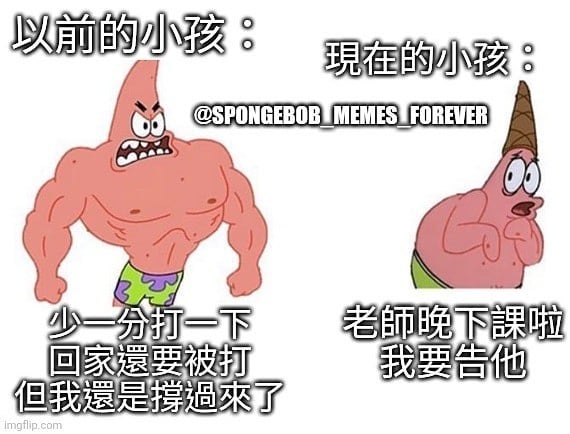 以前的小孩：
現在的小孩：
@SPONGEBOB_MEMES_FOREVER
少一分打一下
回家還要被打
但我還是撐過來了
老師晚下課啦
我要告他
imgflip.com